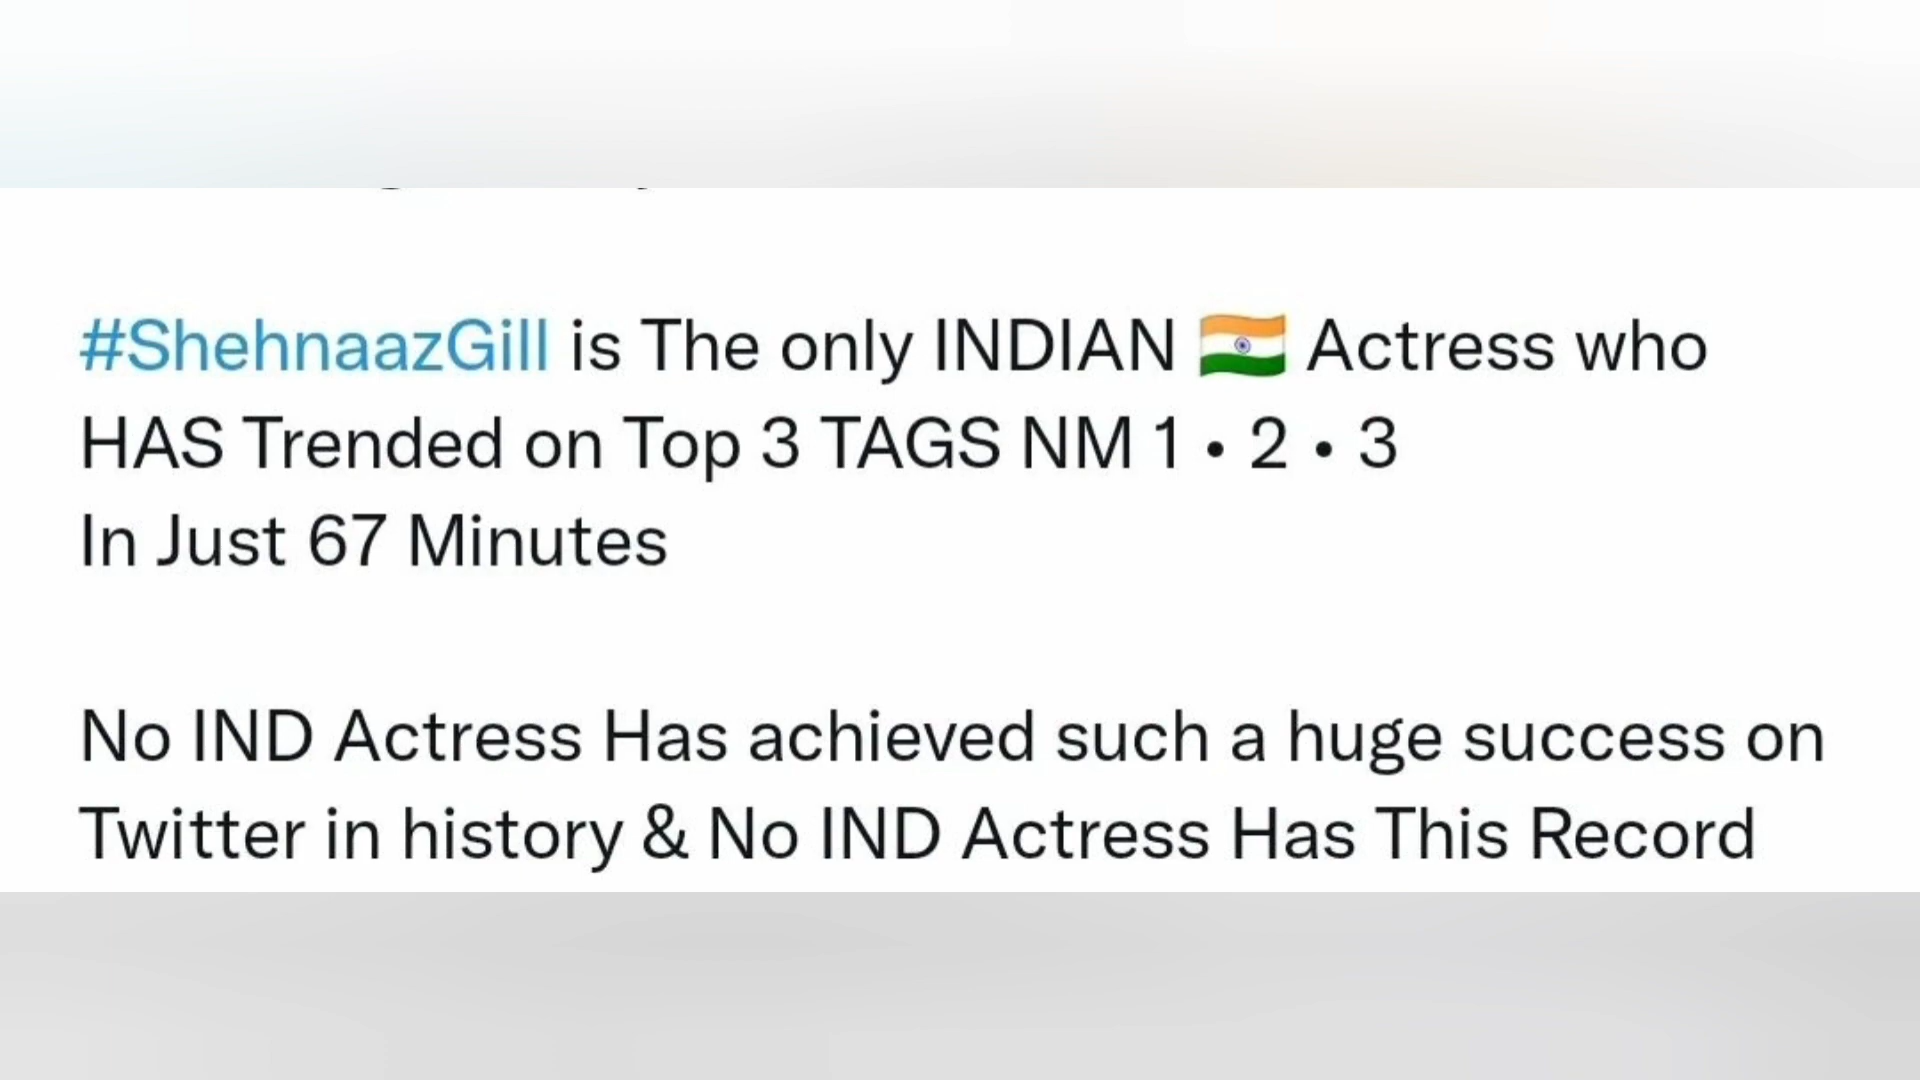 #ShehnaazGill is The only INDIAN 🇮🇳 Actress who
HAS Trended on Top 3 TAGS NM 1 • 2 • 3
In Just 67 Minutes
No IND Actress Has achieved such a huge success on
Twitter in history & No IND Actress Has This Record